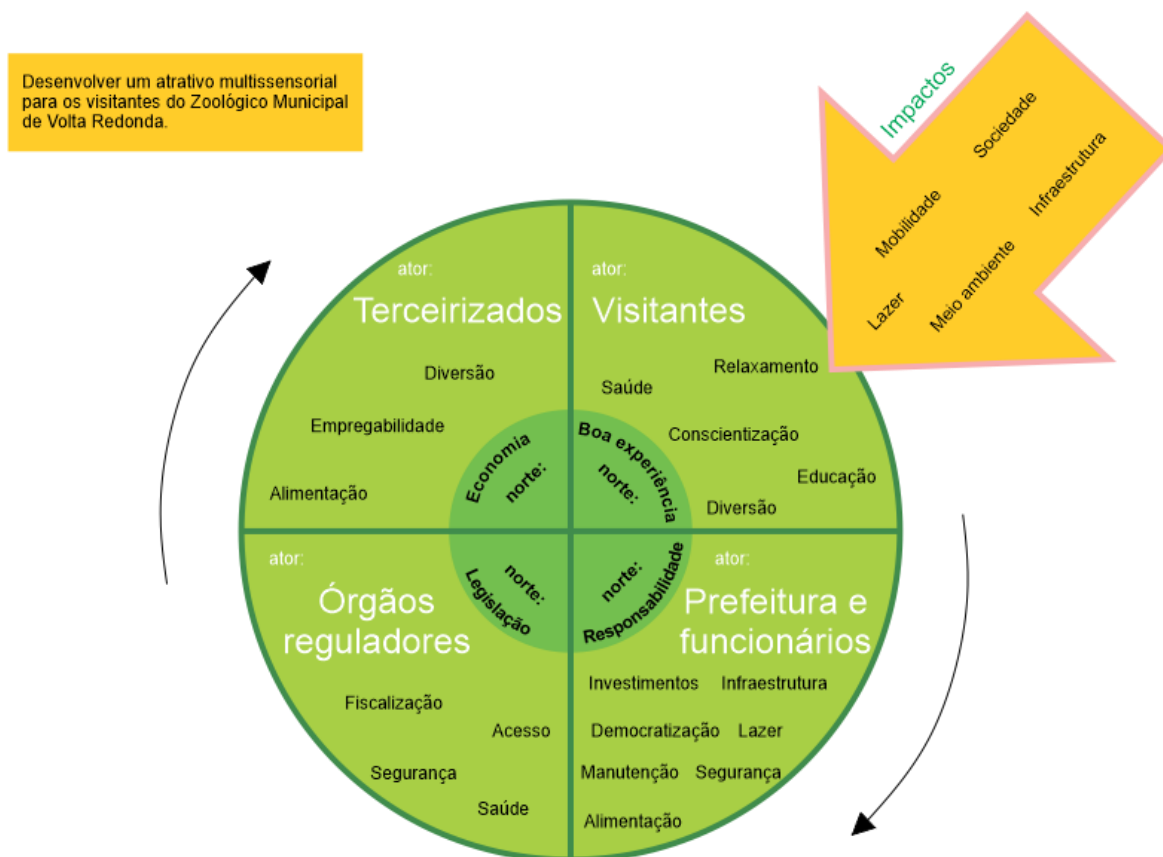 Desenvolver um atrativo multissensorial
para os visitantes do Zoológico Municipal
de Volta Redonda.
Impactos
Sociedade
Infraestrutura
Mobilidade
Meio ambiente
Lazer
ator:
Terceirizados
Diversão
Empregabilidade
Alimentação
norte:
Economia
ator:
Visitantes
Relaxamento
Saúde
Conscientização
Educação
Diversão
norte:
Boa experiência
ator:
Órgãos
reguladores
Fiscalização
Acesso
Segurança
Saúde
norte:
Legislação
ator:
Prefeitura e
funcionários
Investimentos Infraestrutura
Democratização Lazer
Manutenção Segurança
Alimentação
norte:
Responsabilidade